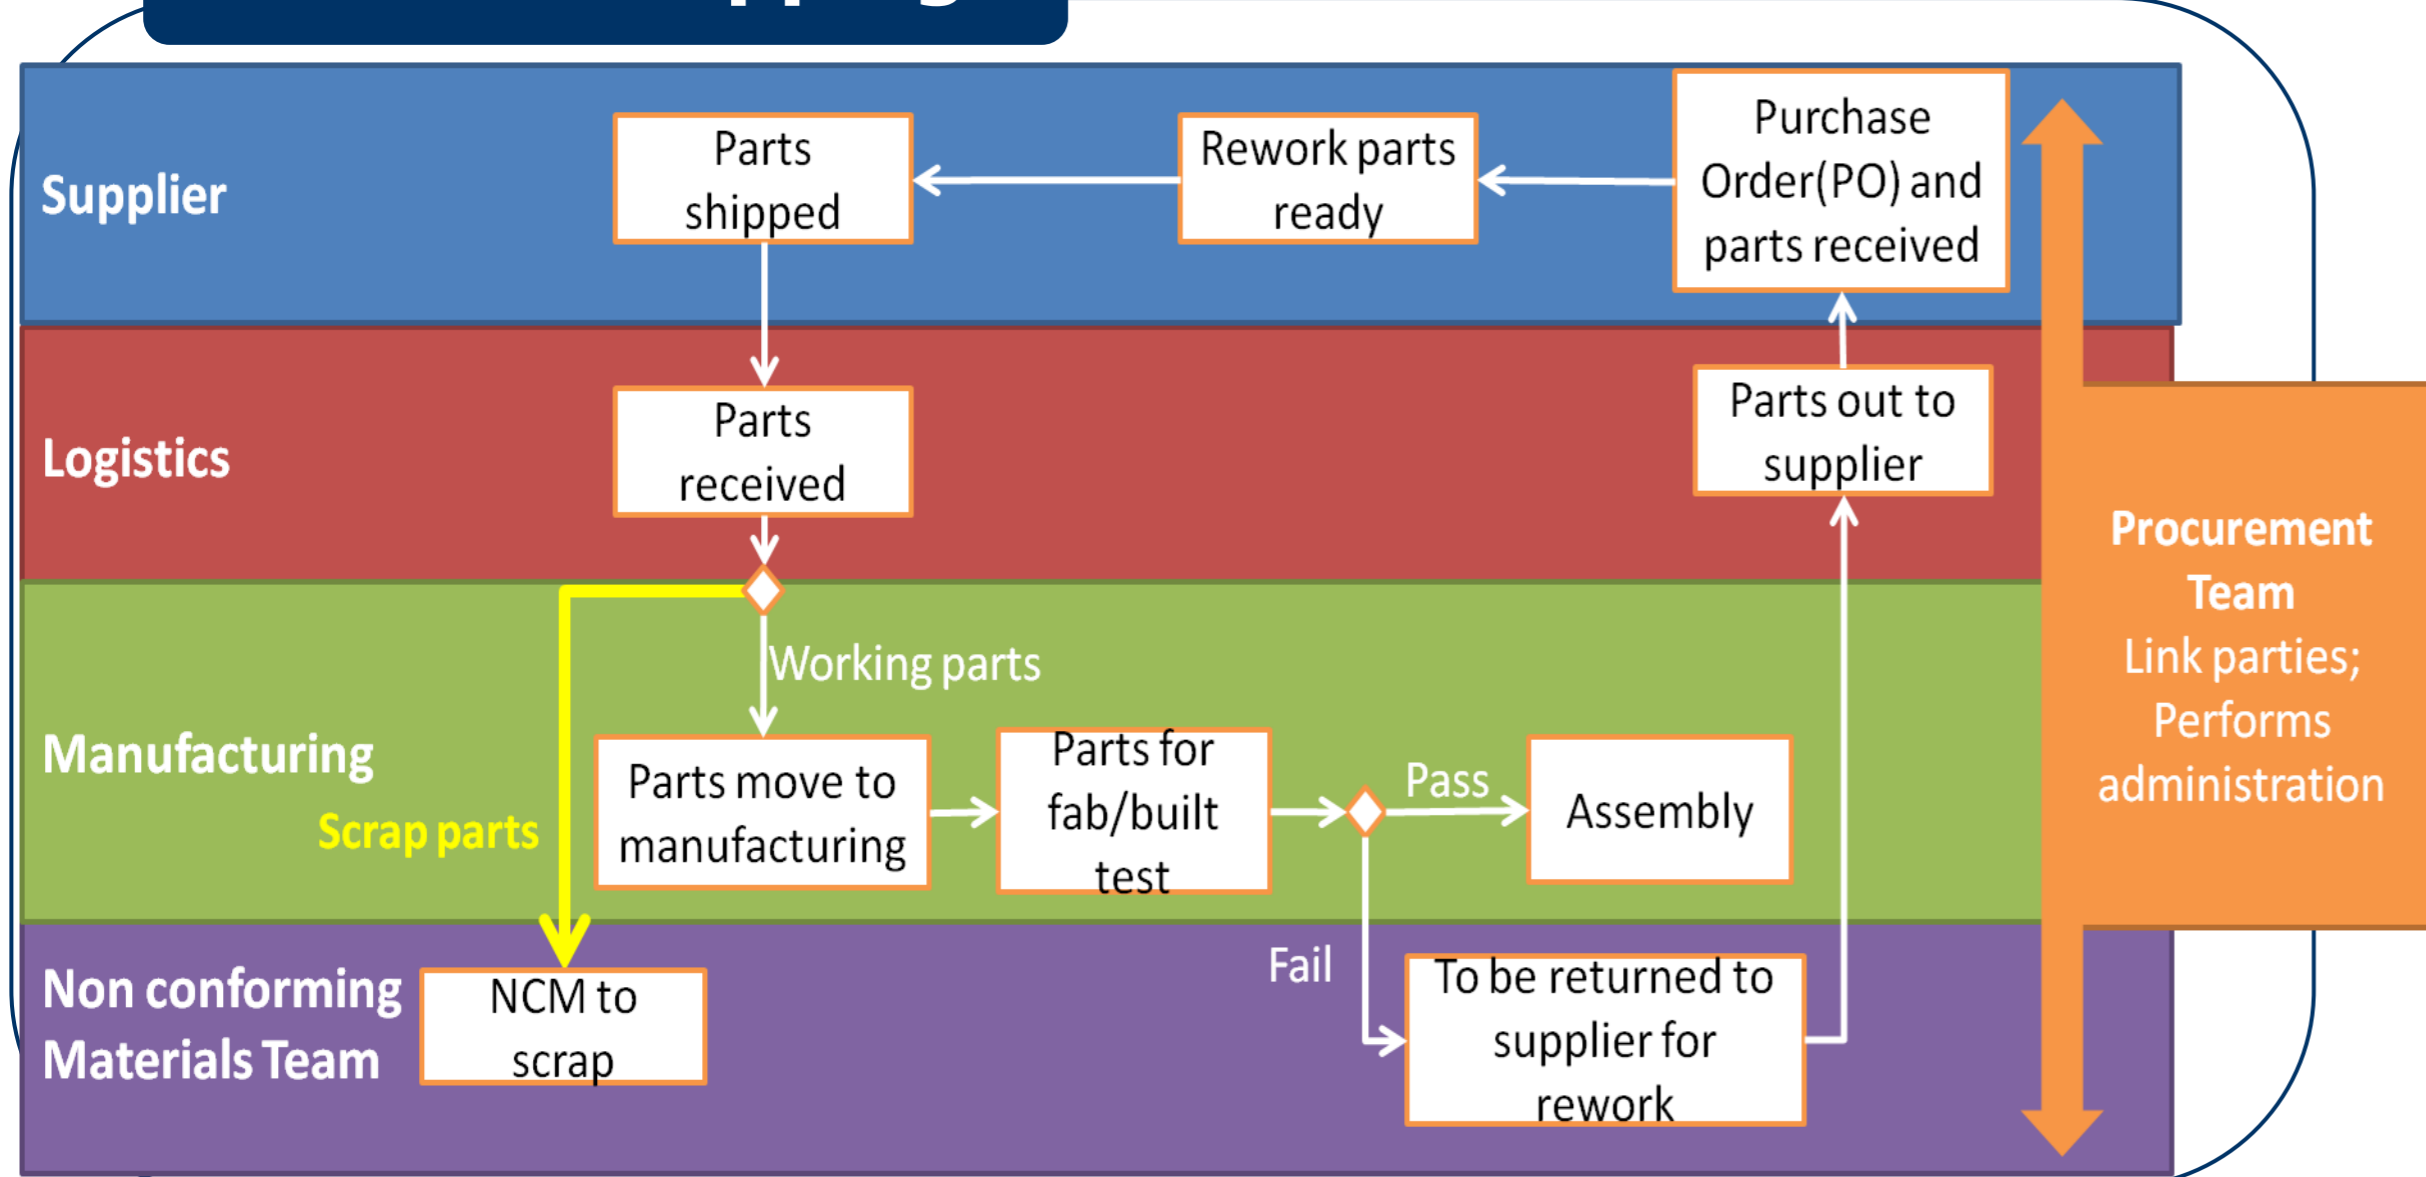 Supplier
Parts
shipped
Rework parts
ready
Purchase
Order(PO) and
parts received
Logistics
Parts
received
Parts out to
supplier
Procurement
Team
Link parties;
Performs
administration
Manufacturing
Working parts
Scrap parts
Parts move to
manufacturing
Parts for
fab/built
test
Pass
Assembly
Non conforming
Materials Team
NCM to
scrap
Fail
To be returned to
supplier for
rework